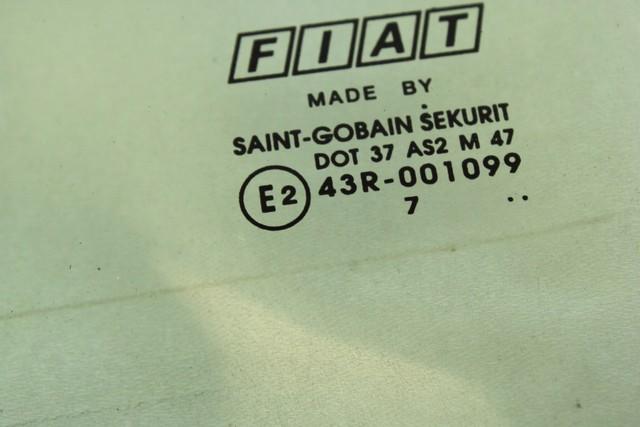 FIAT
MADE BY
SAINT-GOBAIN SEKURIT
DOT 37 AS2 M 47
E2 43R-001099
7 ..